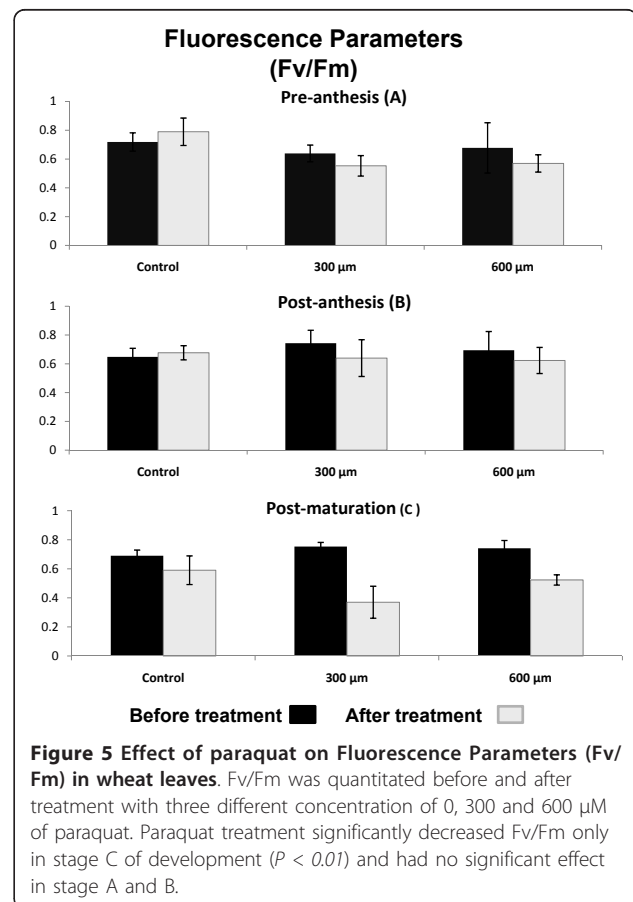 Fluorescence Parameters
(Fv/Fm)
Pre-anthesis (A)
1
0.8
0.6
0.4
0.2
0
Control 300 µm 600 µm
Post-anthesis (B)
1
0.8
0.6
0.4
0.2
0
Control 300 µm 600 µm
Post-maturation (C )
1
0.8
0.6
0.4
0.2
0
Control 300 µm 600 µm
Before treatment After treatment
Figure 5 Effect of paraquat on Fluorescence Parameters (Fv/
Fm) in wheat leaves. Fv/Fm was quantitated before and after
treatment with three different concentration of 0, 300 and 600 µM
of paraquat. Paraquat treatment significantly decreased Fv/Fm only
in stage C of development (P < 0.01) and had no significant effect
in stage A and B.